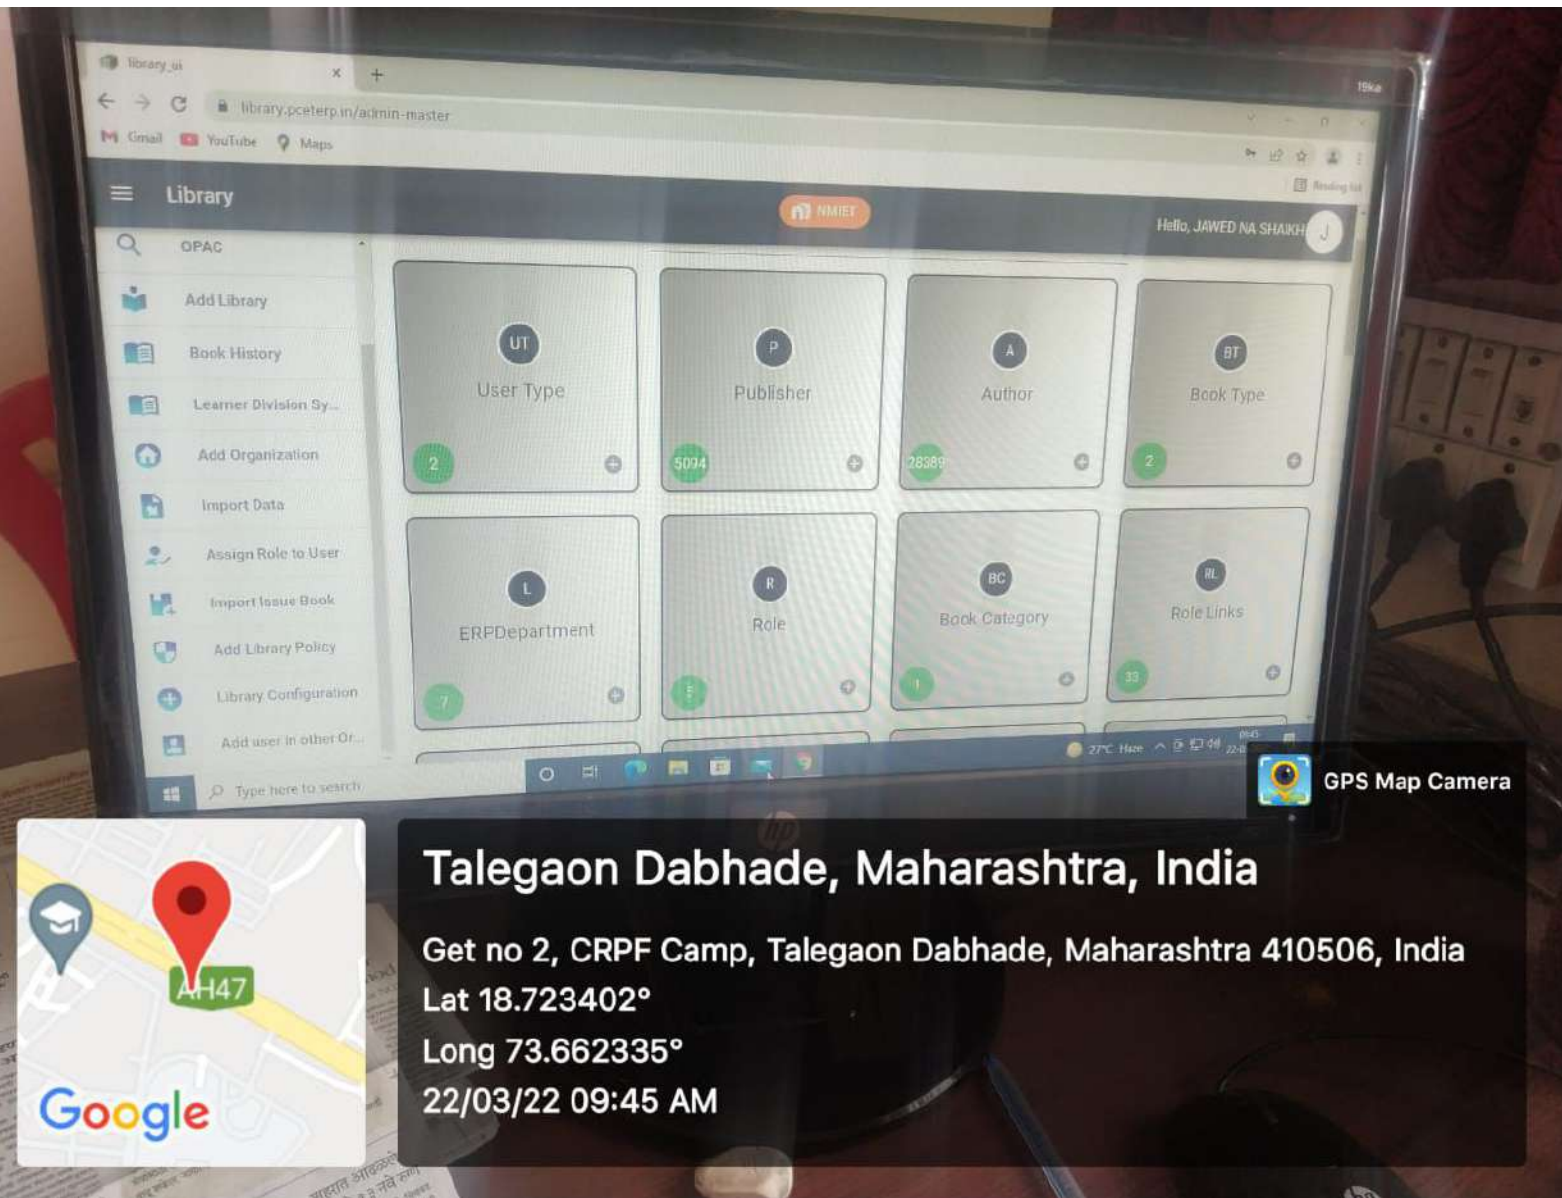 library_ui
library.pceterp.in/admin-master
Gmail YouTube Maps
Reading list
Library
NMIET
Hello, JAWED NA SHAIKH J
OPAC
Add Library
Book History
Learner Division Sy...
Add Organization
Import Data
Assign Role to User
Import Issue Book
Add Library Policy
Library Configuration
Add user in other Or...
UT
User Type
2
P
Publisher
5094
A
Author
28389
BT
Book Type
2
L
ERPDepartment
7
R
Role
BC
Book Category
1
RL
Role Links
33
Type here to search
27°C Haze
hp
GPS Map Camera
AH47
Google
Talegaon Dabhade, Maharashtra, India
Get no 2, CRPF Camp, Talegaon Dabhade, Maharashtra 410506, India
Lat 18.723402°
Long 73.662335°
22/03/22 09:45 AM